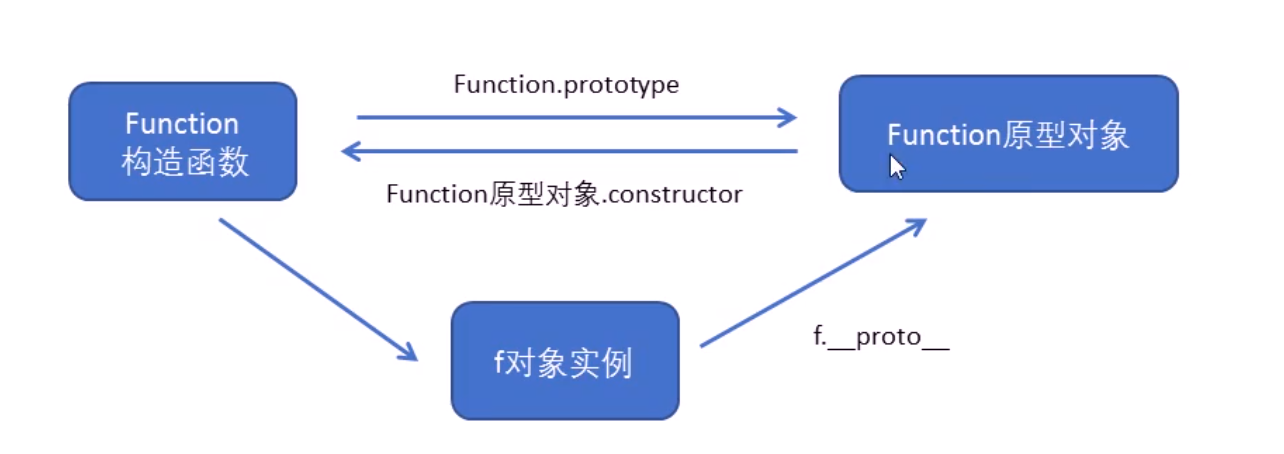 Function.prototype
Function
构造函数
Function原型对象
Function原型对象.constructor
f对象实例
f.__proto__